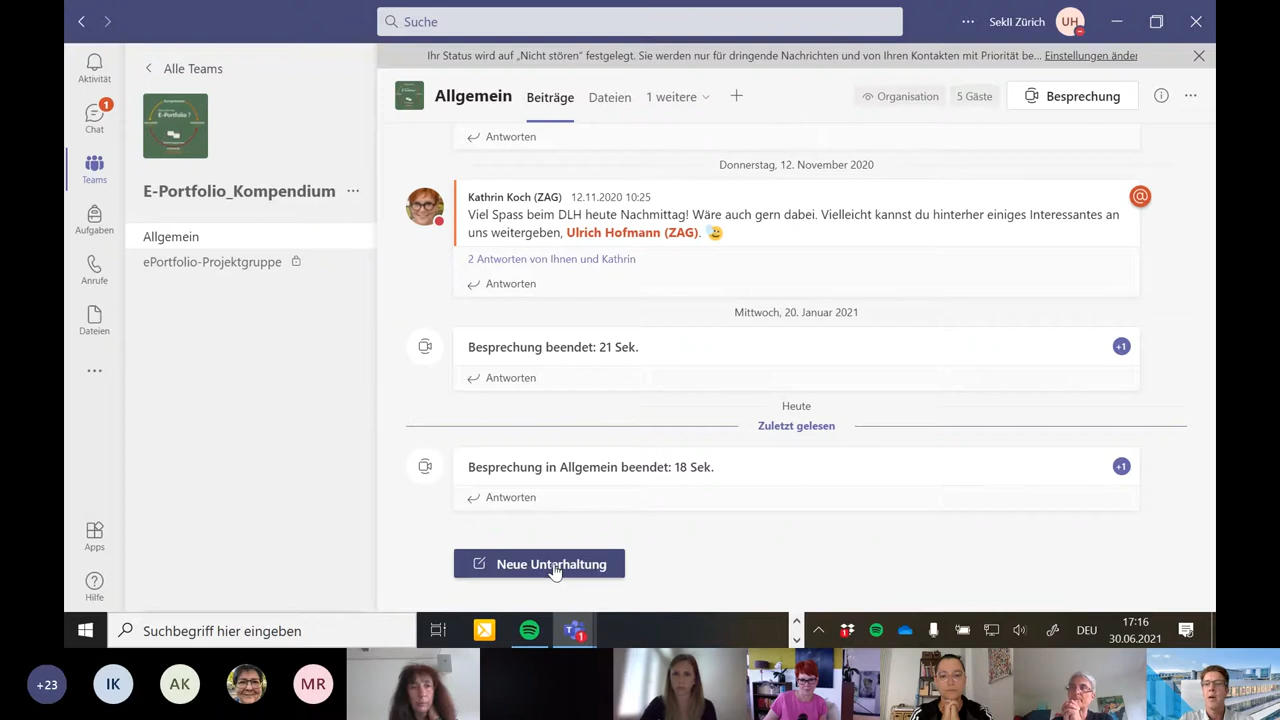 Suche
SekII Zürich
UH
Ihr Status wird auf „Nicht stören" festgelegt. Sie werden nur für dringende Nachrichten und von Ihren Kontakten mit Priorität be... Einstellungen änder
Aktivität
Chat
1
Teams
Aufgaben
Anrufe
Dateien
Apps
Hilfe
Alle Teams
E-Portfolio ?
E-Portfolio_Kompendium
Allgemein
ePortfolio-Projektgruppe
Allgemein
Beiträge
Dateien
1 weitere
Organisation
5 Gäste
Besprechung
Antworten
Donnerstag, 12. November 2020
Kathrin Koch (ZAG) 12.11.2020 10:25
Viel Spass beim DLH heute Nachmittag! Wäre auch gern dabei. Vielleicht kannst du hinterher einiges Interessantes an
uns weitergeben, Ulrich Hofmann (ZAG).
2 Antworten von Ihnen und Kathrin
Antworten
Mittwoch, 20. Januar 2021
Besprechung beendet: 21 Sek.
+1
Antworten
Heute
Zuletzt gelesen
Besprechung in Allgemein beendet: 18 Sek.
+1
Antworten
Neue Unterhaltung
Suchbegriff hier eingeben
1
DEU
17:16
30.06.2021
+23
IK
AK
MR